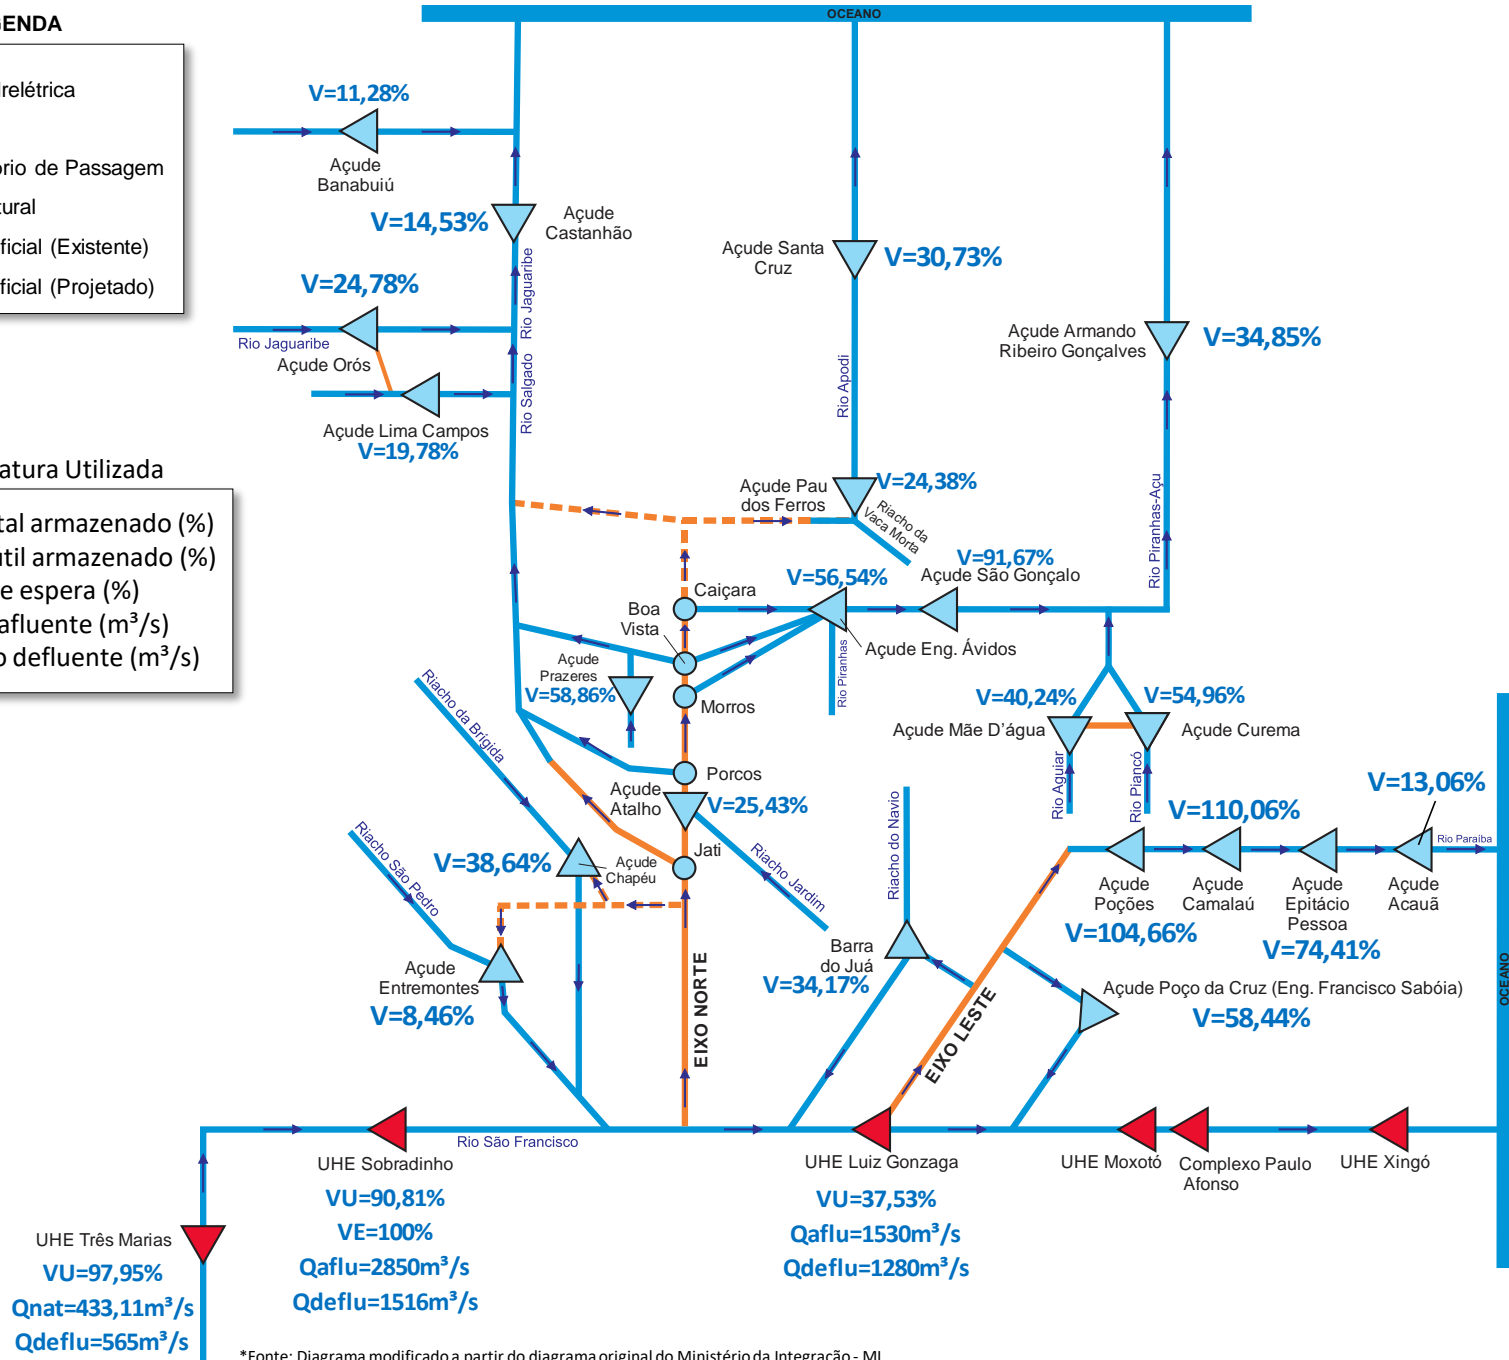 OCEANO
GENDA
lrelétrica
ório de Passagem
tural
ificial (Existente)
ificial (Projetado)
V=11,28%
Açude
Banabuiú
V=14,53%
Açude
Castanhão
Açude Santa
Cruz
V=30,73%
V=24,78%
Rio Jaguaribe
Rio Jaguaribe
Açude Orós
Açude Armando
Ribeiro Gonçalves
V=34,85%
Rio Salgado
Rio Apodi
Açude Lima Campos
V=19,78%
atura Utilizada
tal armazenado (%)
útil armazenado (%)
e espera (%)
afluente (m³/s)
o defluente (m³/s)
Açude Pau
dos Ferros
V=24,38%
Riacho da
Vaca Morta
Rio Piranhas-Açu
V=91,67%
Açude São Gonçalo
V=56,54%
Caiçara
Boa
Vista
Açude Eng. Ávidos
Rio Piranhas
Açude
Prazeres
V=58,86%
Morros
Riacho da Brigida
V=40,24%
Açude Mãe D'água
V=54,96%
Açude Curema
Rio Aguiar
Rio Piancó
Porcos
Açude
Atalho
V=25,43%
V=13,06%
V=110,06%
Riacho do Navio
Rio Paraiba
Riacho São Pedro
V=38,64%
Açude
Chapéu
Jati
Riacho Jardim
Açude
Poções
V=104,66%
Açude
Camalaú
Açude
Epitácio
Pessoa
V=74,41%
Açude
Acauã
Barra
do Juá
V=34,17%
Açude
Entremontes
V=8,46%
EIXO NORTE
EIXO LESTE
Açude Poço da Cruz (Eng. Francisco Sabóia)
V=58,44%
OCEANO
Rio São Francisco
UHE Sobradinho
VU=90,81%
VE=100%
Qaflu=2850m³/s
Qdeflu=1516m³/s
UHE Luiz Gonzaga
VU=37,53%
Qaflu=1530m³/s
Qdeflu=1280m³/s
UHE Moxotó
Complexo Paulo
Afonso
UHE Xingó
UHE Três Marias
VU=97,95%
Qnat=433,11m³/s
Qdeflu=565m³/s
*Fonte: Diagrama modificado a partir do diagrama original do Ministério da Integração - MI